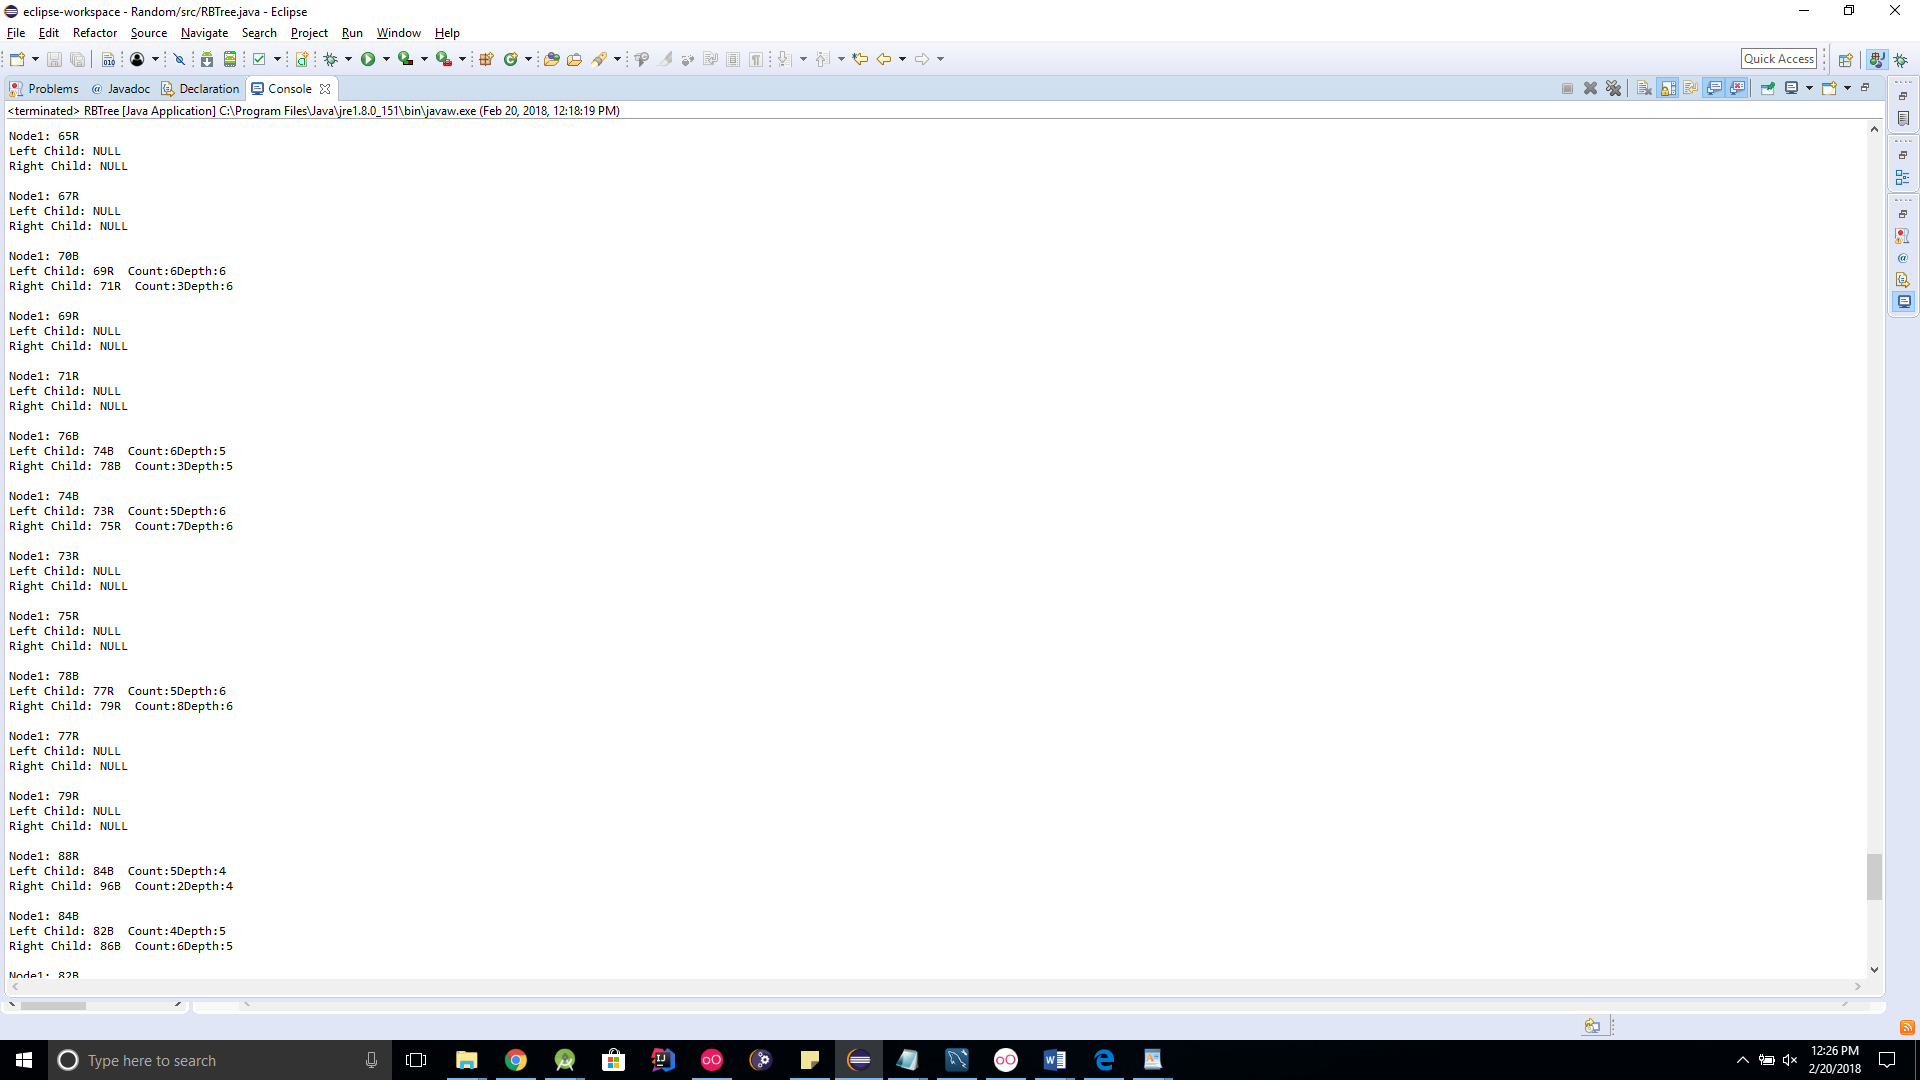 eclipse-workspace - Random/src/RBTree.java - Eclipse
File Edit Refactor Source Navigate Search Project Run Window Help
Quick Access
Problems @ Javadoc Declaration Console
<terminated> RBTree [Java Application] C:\Program Files\Java\jre1.8.0_151\bin\javaw.exe (Feb 20, 2018, 12:18:19 PM)
Node1: 65R
Left Child: NULL
Right Child: NULL
Node1: 67R
Left Child: NULL
Right Child: NULL
Node1: 70B
Left Child: 69R  Count:6Depth:6
Right Child: 71R  Count:3Depth:6
Node1: 69R
Left Child: NULL
Right Child: NULL
Node1: 71R
Left Child: NULL
Right Child: NULL
Node1: 76B
Left Child: 74B  Count:6Depth:5
Right Child: 78B  Count:3Depth:5
Node1: 74B
Left Child: 73R  Count:5Depth:6
Right Child: 75R  Count:7Depth:6
Node1: 73R
Left Child: NULL
Right Child: NULL
Node1: 75R
Left Child: NULL
Right Child: NULL
Node1: 78B
Left Child: 77R  Count:5Depth:6
Right Child: 79R  Count:8Depth:6
Node1: 77R
Left Child: NULL
Right Child: NULL
Node1: 79R
Left Child: NULL
Right Child: NULL
Node1: 88R
Left Child: 84B  Count:5Depth:4
Right Child: 96B  Count:2Depth:4
Node1: 84B
Left Child: 82B  Count:4Depth:5
Right Child: 86B  Count:6Depth:5
Node1: 82B
Type here to search
12:26 PM
2/20/2018